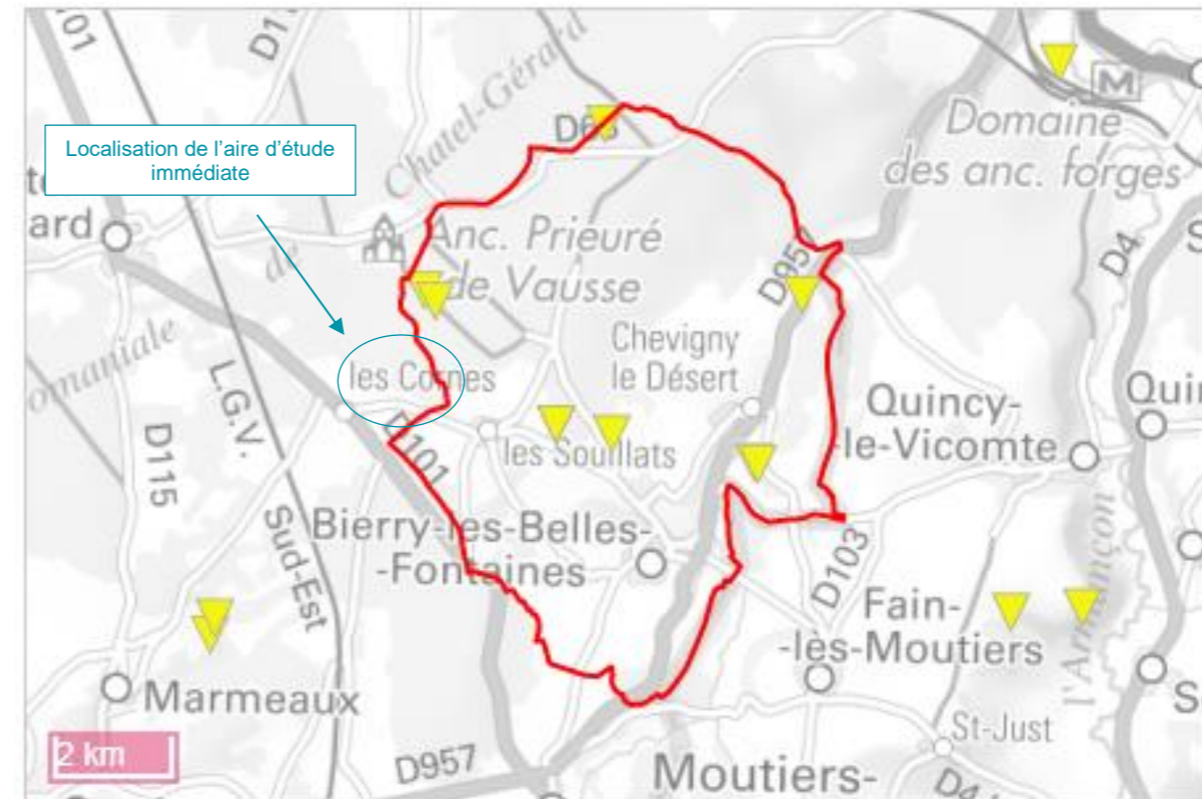 D101
Chatel-Gérard
Domaine
des anc. forges
M
Localisation de l’aire d’étude
immédiate
ard
de
Anc. Prieuré
de Vausse
D957
D4
omaniale
L.G.V.
Sud-Est
les Cornes
Chevigny
le Désert
Quincy-
-le-Vicomte
D115
D101
les Souillats
Bierry-les-Belles-
-Fontaines
D103
Fain-
-lès-Moutiers
l'Armançon
Marmeaux
St-Just
2 km
D957
Moutiers-